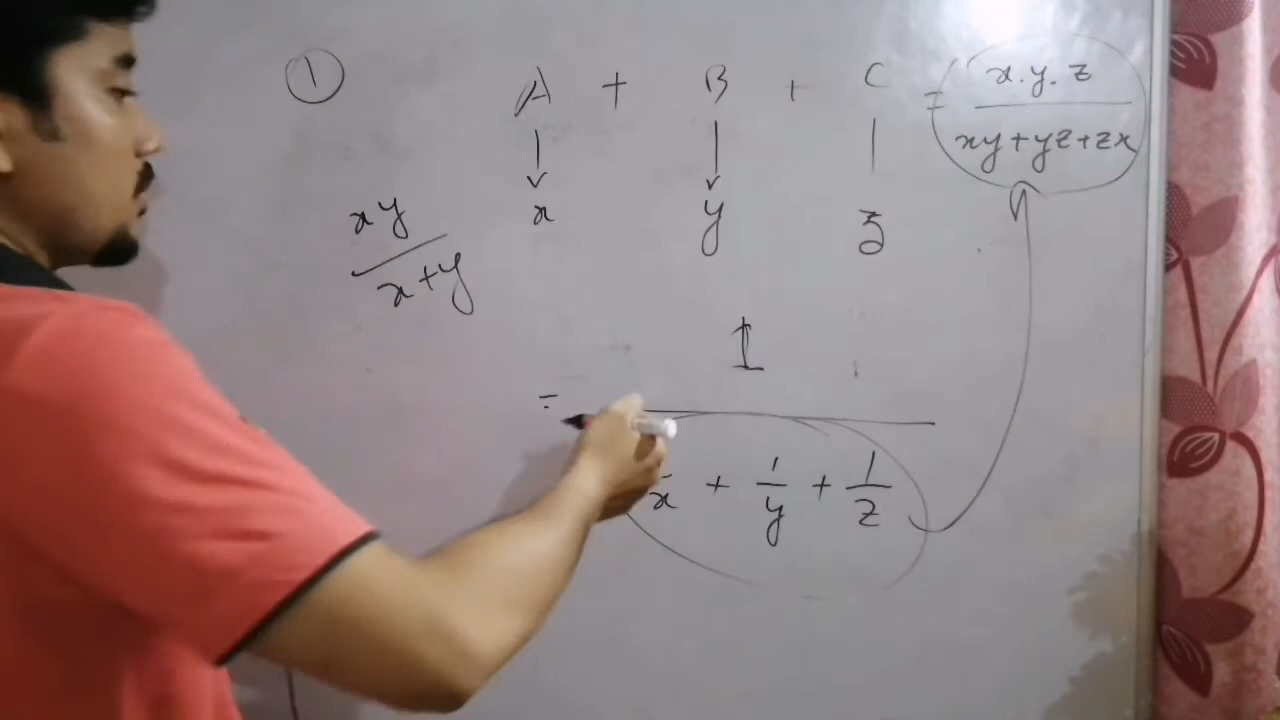 ① A + B + C = x.y.z / xy+yz+zx
x y z
xy / x+y
1
=
x + 1/y + 1/z